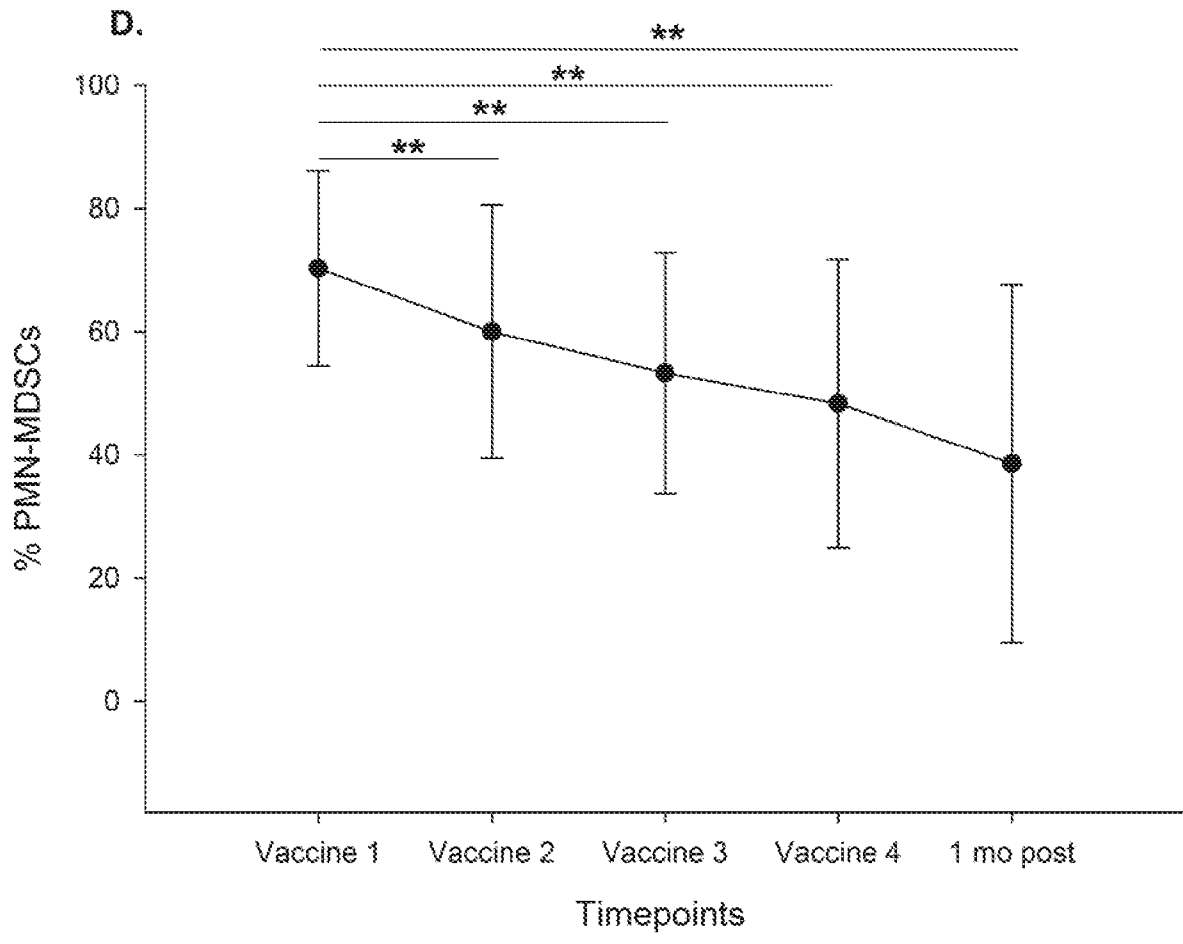 D.
**
**
**
**
100
80
60
40
20
0
% PMN-MDSCs
Vaccine 1 Vaccine 2 Vaccine 3 Vaccine 4 1 mo post
Timepoints